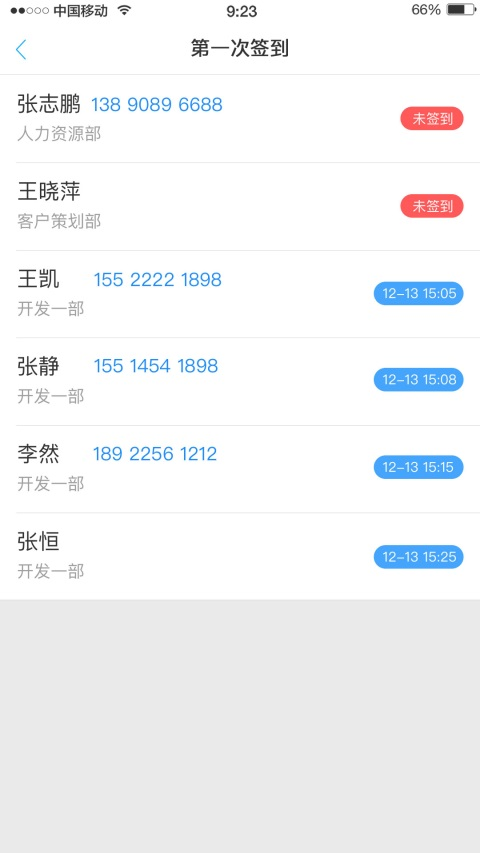 中国移动 9:23 66%
第一次签到
张志鹏 138 9089 6688 未签到
人力资源部
王晓萍 未签到
客户策划部
王凯 155 2222 1898 12-13 15:05
开发一部
张静 155 1454 1898 12-13 15:08
开发一部
李然 189 2256 1212 12-13 15:15
开发一部
张恒 12-13 15:25
开发一部